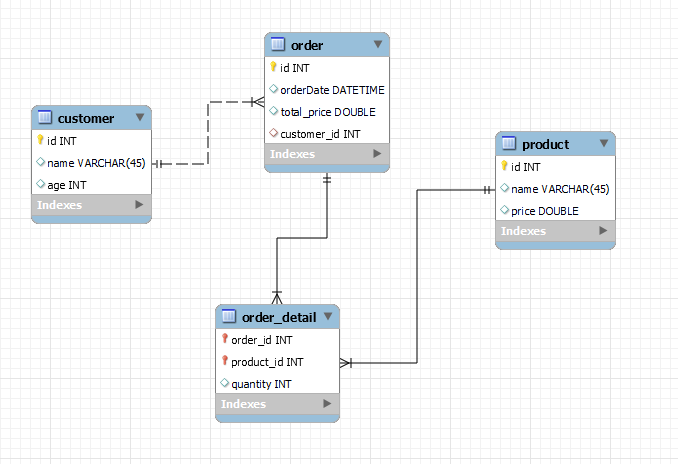 order
id INT
orderDate DATETIME
total_price DOUBLE
customer_id INT
Indexes
customer
id INT
name VARCHAR(45)
age INT
Indexes
product
id INT
name VARCHAR(45)
price DOUBLE
Indexes
order_detail
order_id INT
product_id INT
quantity INT
Indexes